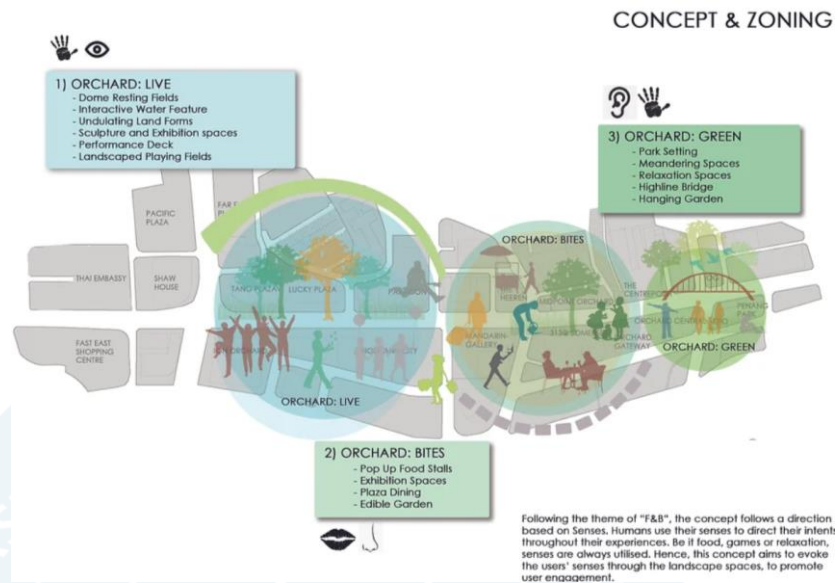 CONCEPT & ZONING
1) ORCHARD: LIVE
- Dome Resting Fields
- Interactive Water Feature
- Undulating Land Forms
- Sculpture and Exhibition spaces
- Performance Deck
- Landscaped Playing Fields
3) ORCHARD: GREEN
- Park Setting
- Meandering Spaces
- Relaxation Spaces
- Highline Bridge
- Hanging Garden
PACIFIC
PLAZA
FAR E
ORCHARD: BITES
THAI EMBASSY
SHAW
HOUSE
TANG PLAZA
LUCKY PLAZA
HEEREN
THE
MANDARIN
GALLERY
ORCHARD CENTRAL
FAST EAST
SHOPPING
CENTRE
GATEWAY
ORCHARD: GREEN
ORCHARD: LIVE
2) ORCHARD: BITES
- Pop Up Food Stalls
- Exhibition Spaces
- Plaza Dining
- Edible Garden
Following the theme of "F&B", the concept follows a direction
based on Senses. Humans use their senses to direct their intents
throughout their experiences. Be it food, games or relaxation,
senses are always utilised. Hence, this concept aims to evoke
the users' senses through the landscape spaces, to promote
user engagement.